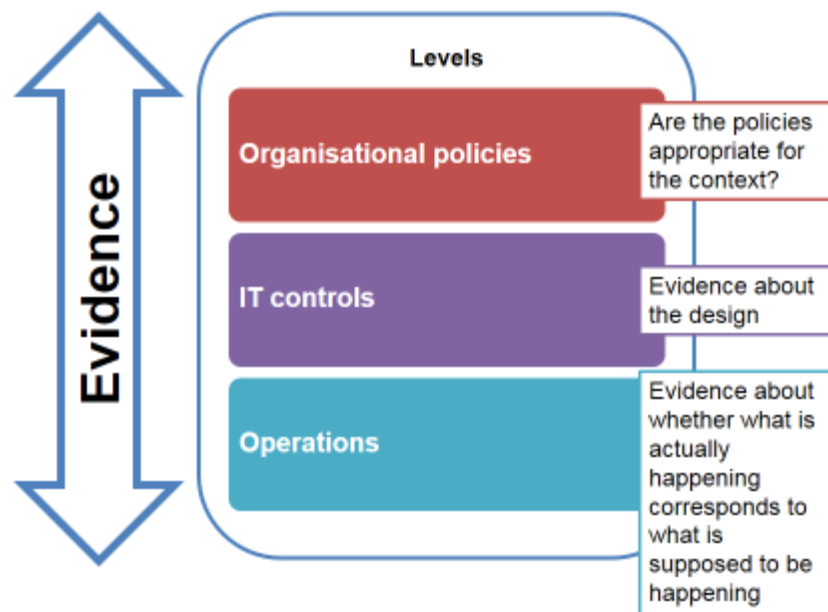 Levels
Evidence
Organisational policies
Are the policies
appropriate for
the context?
IT controls
Evidence about
the design
Operations
Evidence about
whether what is
actually
happening
corresponds to
what is
supposed to be
happening